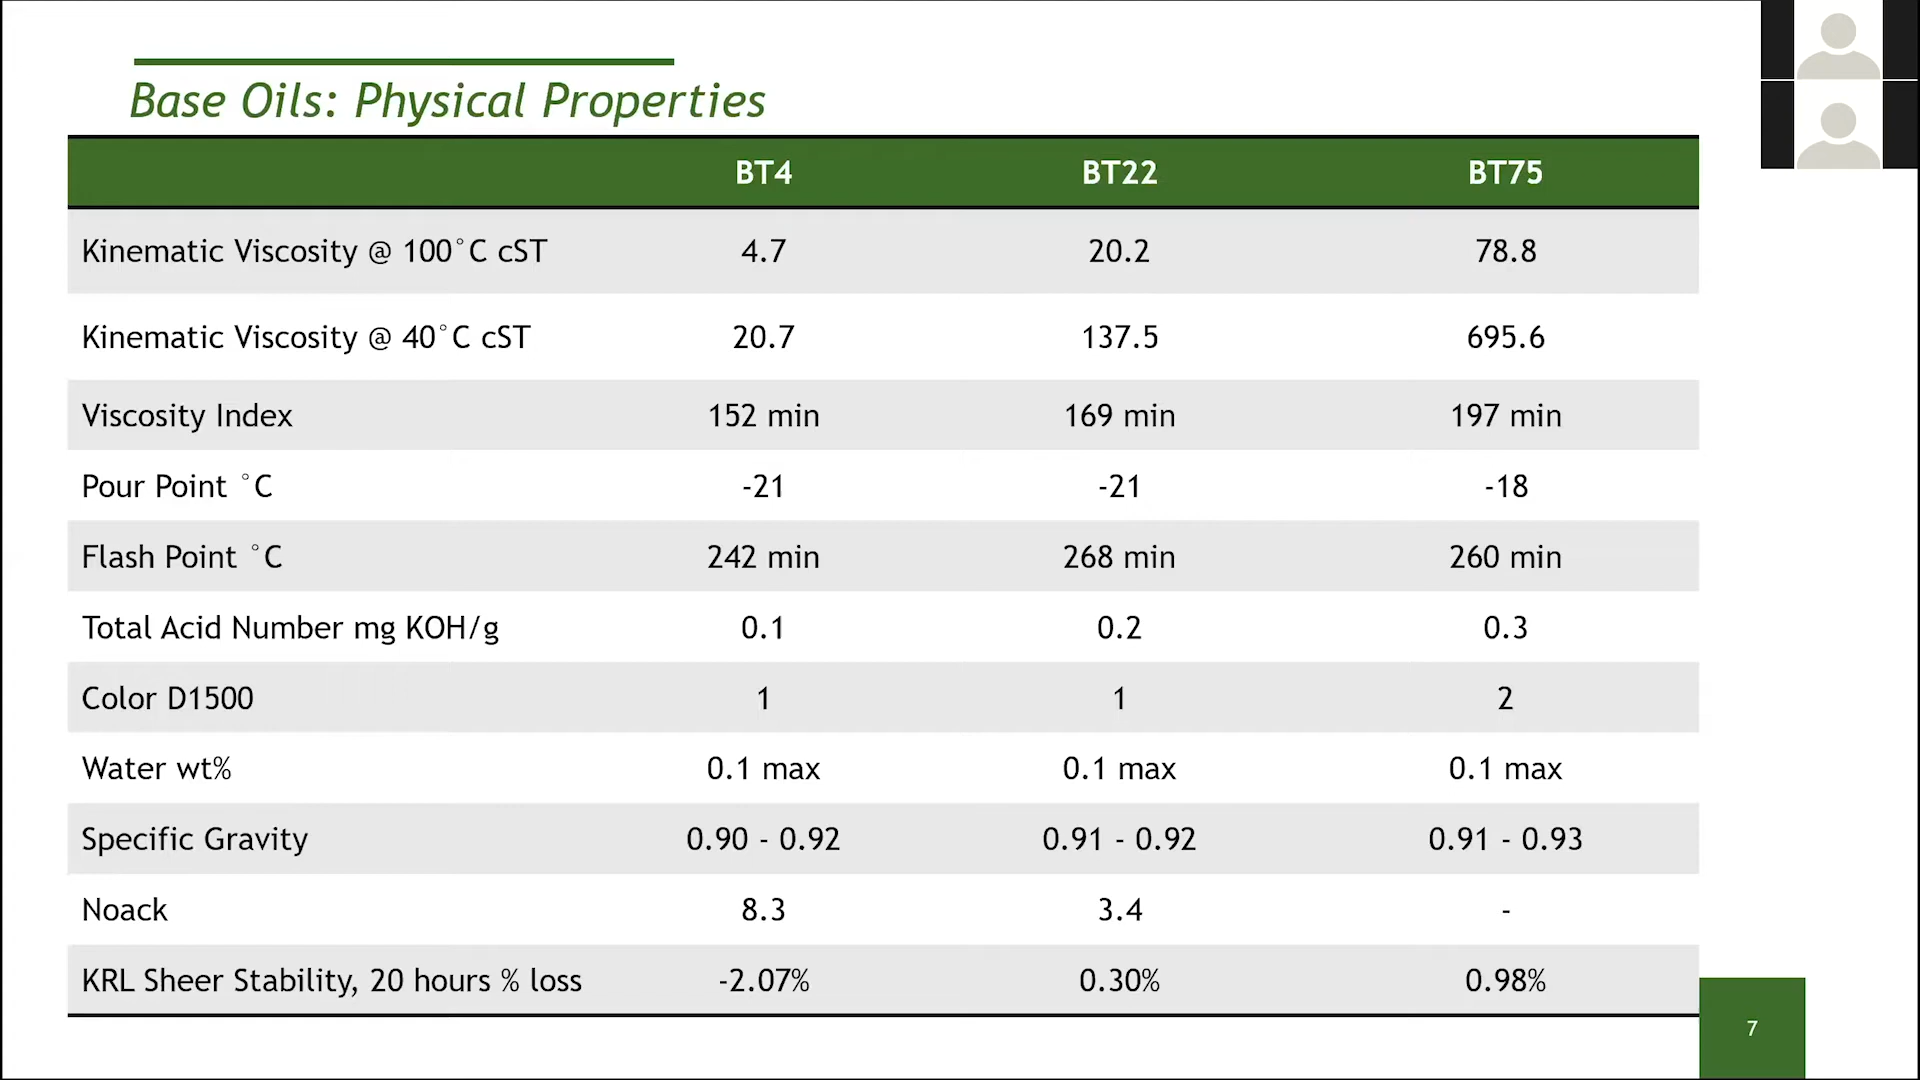 Base Oils: Physical Properties
BT4 BT22 BT75
Kinematic Viscosity @ 100°C cST 4.7 20.2 78.8
Kinematic Viscosity @ 40°C cST 20.7 137.5 695.6
Viscosity Index 152 min 169 min 197 min
Pour Point °C -21 -21 -18
Flash Point °C 242 min 268 min 260 min
Total Acid Number mg KOH/g 0.1 0.2 0.3
Color D1500 1 1 2
Water wt% 0.1 max 0.1 max 0.1 max
Specific Gravity 0.90 - 0.92 0.91 - 0.92 0.91 - 0.93
Noack 8.3 3.4 -
KRL Sheer Stability, 20 hours % loss -2.07% 0.30% 0.98%
7